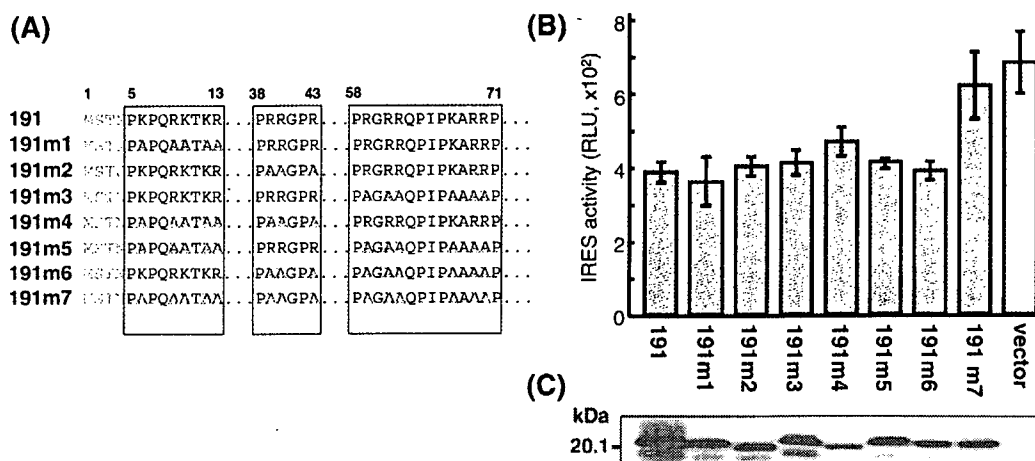 (A)
1 5 13 38 43 58 71
191 PKPQRKTKR...PRRGPR...PRGRRQPIPKARRP...
191m1 PAPQAATAA...PRRGPR...PRGRRQPIPKARRP...
191m2 PKPQRKTKR...PAAGPA...PRGRRQPIPKARRP...
191m3 PKPQRKTKR...PRRGPR...PAGAAQPIPAAAAP...
191m4 PAPQAATAA...PAAGPA...PRGRRQPIPKARRP...
191m5 PAPQAATAA...PRRGPR...PAGAAQPIPAAAAP...
191m6 PKPQRKTKR...PAAGPA...PAGAAQPIPAAAAP...
191m7 PAPQAATAA...PAAGPA...PAGAAQPIPAAAAP...
(B)
IRES activity (RLU, x10²)
8
6
4
2
0
191
191m1
191m2
191m3
191m4
191m5
191m6
191 m7
vector
(C)
kDa
20.1